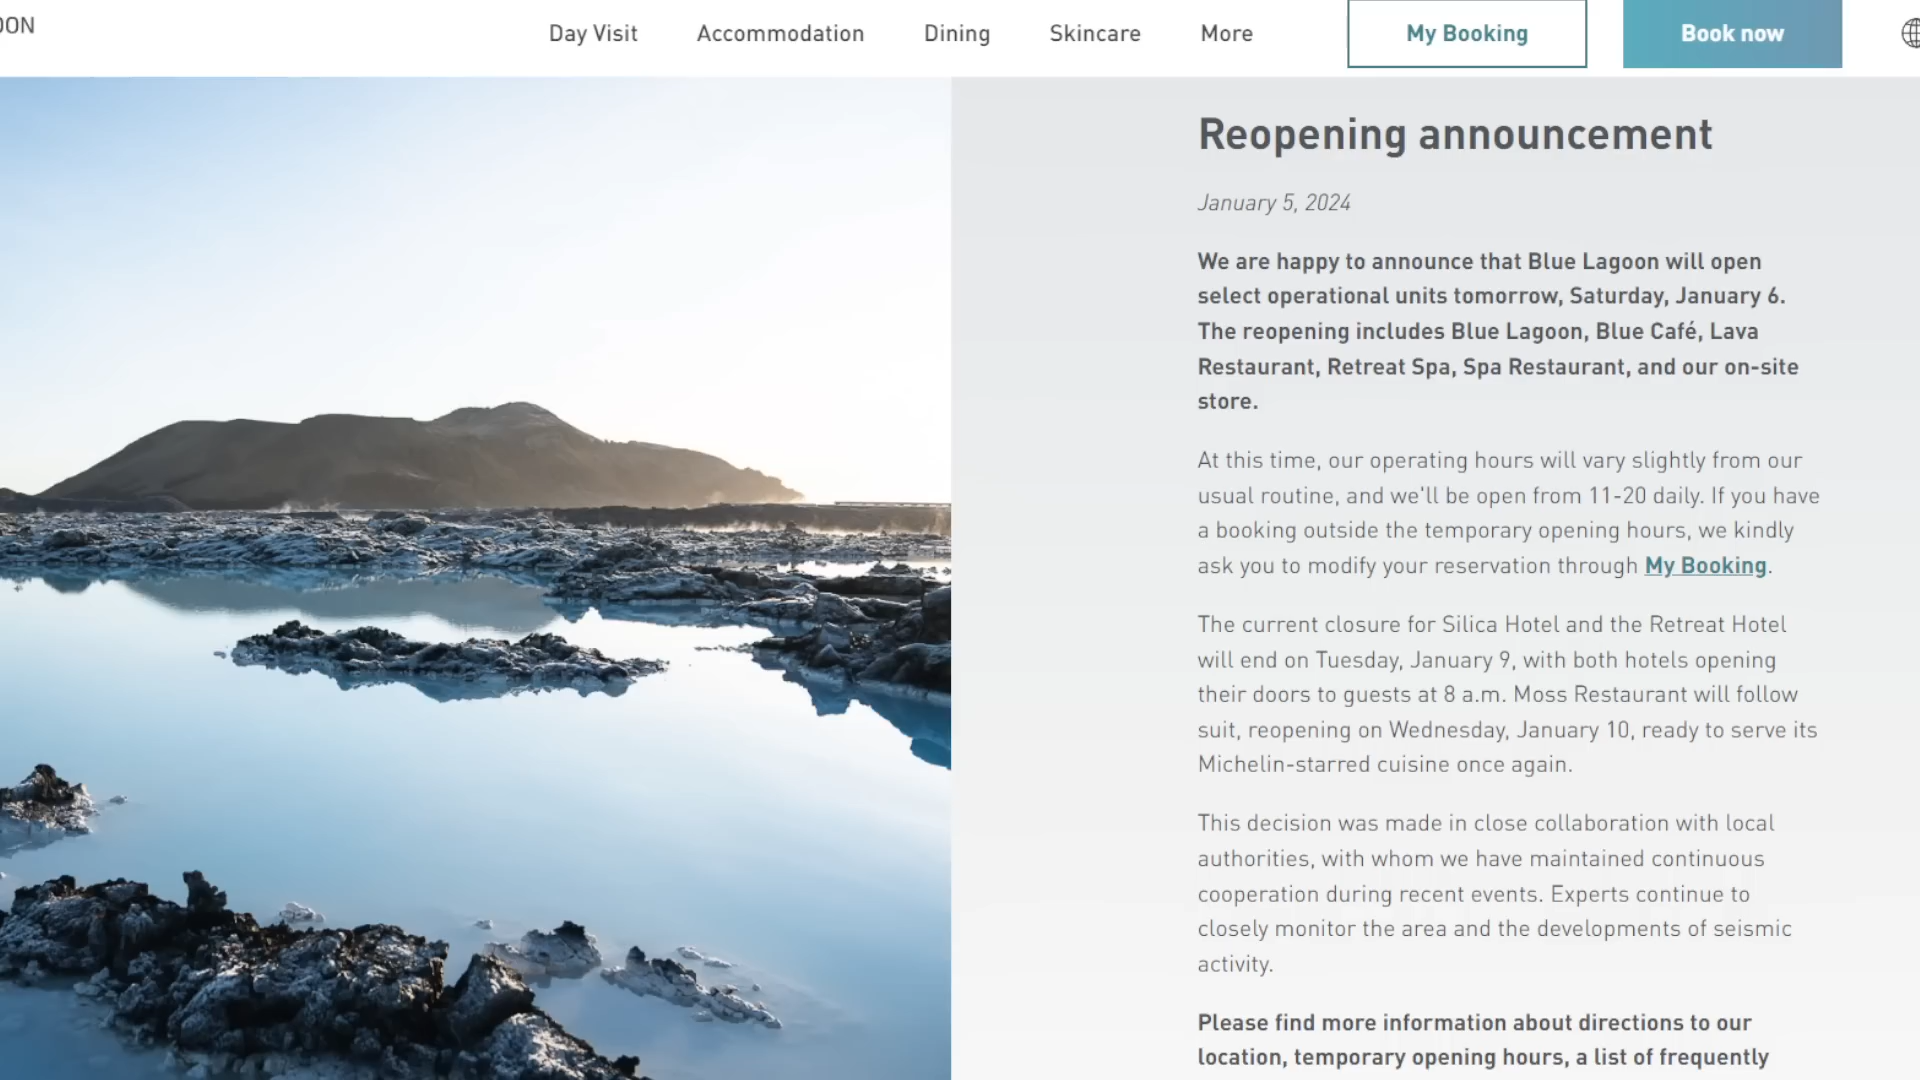 Day Visit Accommodation Dining Skincare More My Booking Book now
Reopening announcement
January 5, 2024
We are happy to announce that Blue Lagoon will open
select operational units tomorrow, Saturday, January 6.
The reopening includes Blue Lagoon, Blue Café, Lava
Restaurant, Retreat Spa, Spa Restaurant, and our on-site
store.
At this time, our operating hours will vary slightly from our
usual routine, and we'll be open from 11-20 daily. If you have
a booking outside the temporary opening hours, we kindly
ask you to modify your reservation through My Booking.
The current closure for Silica Hotel and the Retreat Hotel
will end on Tuesday, January 9, with both hotels opening
their doors to guests at 8 a.m. Moss Restaurant will follow
suit, reopening on Wednesday, January 10, ready to serve its
Michelin-starred cuisine once again.
This decision was made in close collaboration with local
authorities, with whom we have maintained continuous
cooperation during recent events. Experts continue to
closely monitor the area and the developments of seismic
activity.
Please find more information about directions to our
location, temporary opening hours, a list of frequently